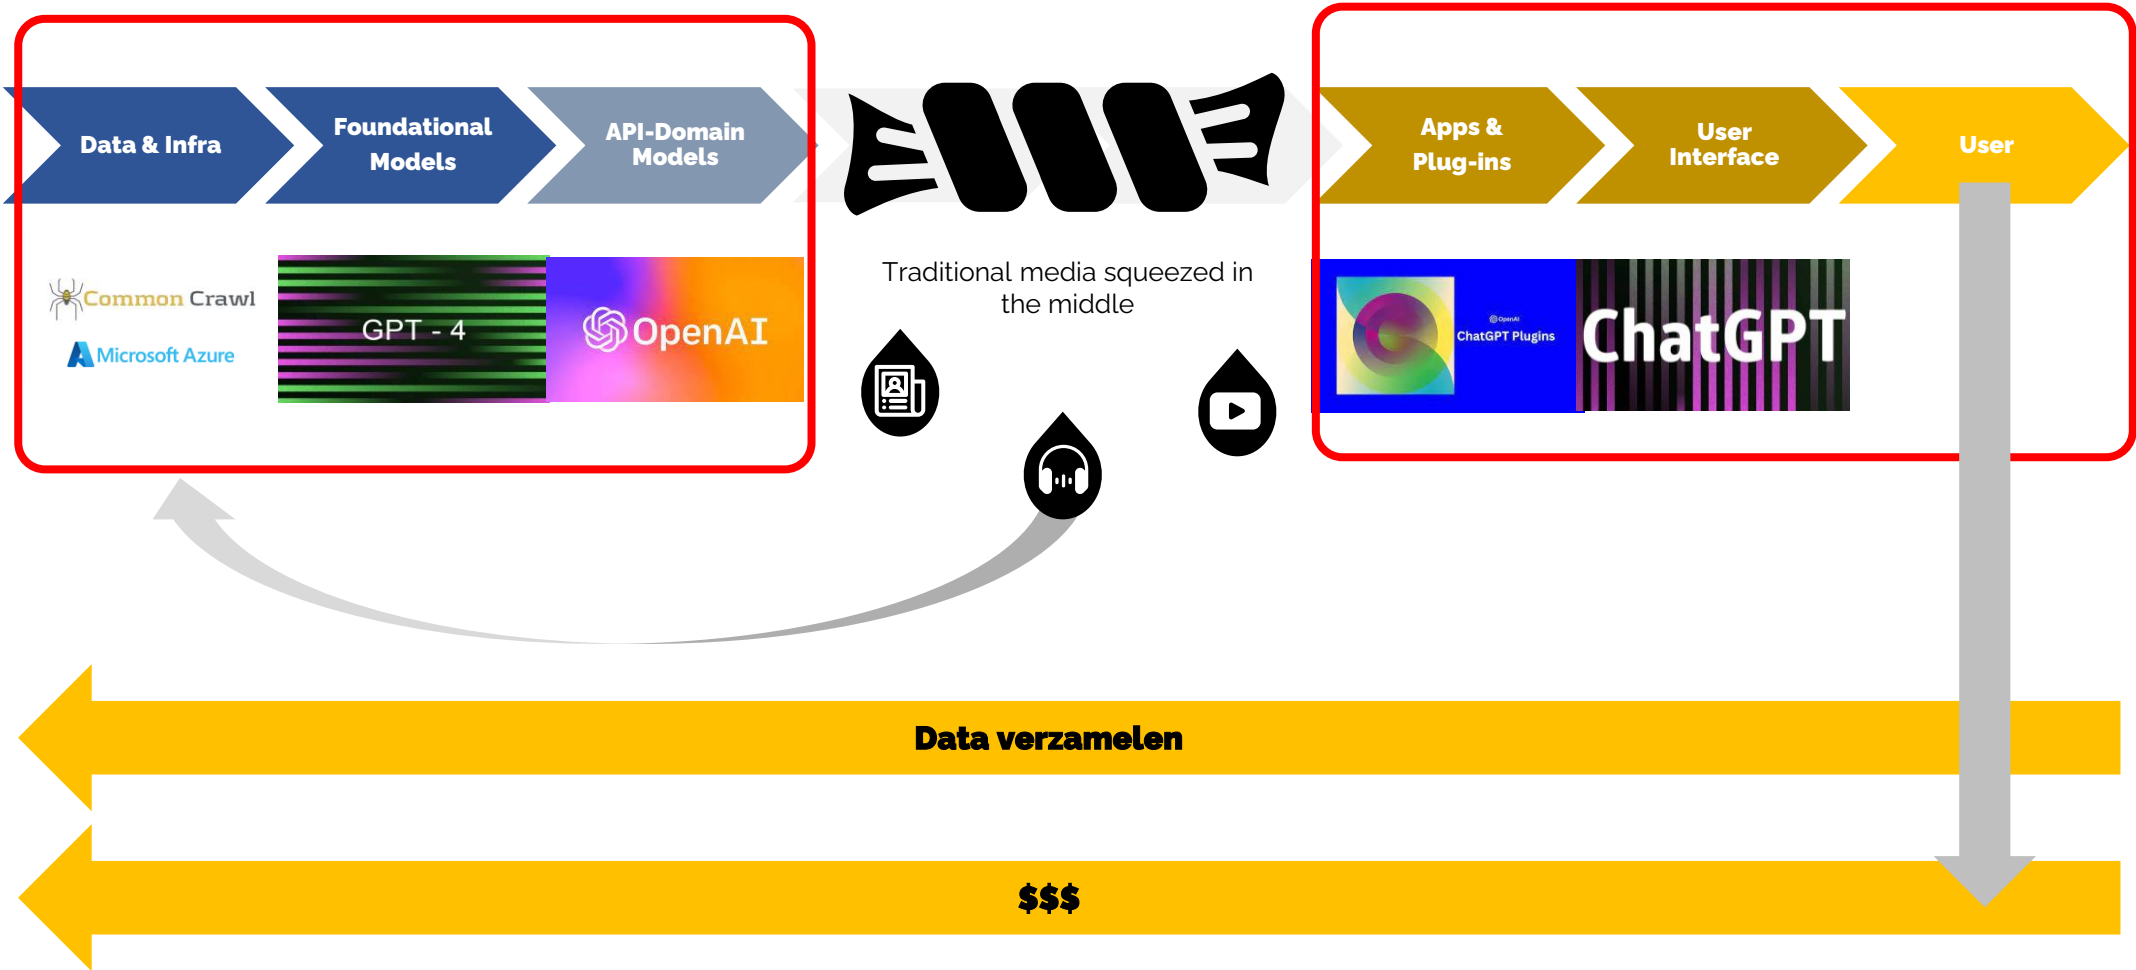 Data & Infra
Foundational
Models
API-Domain
Models
Apps &
Plug-ins
User
Interface
User
Common Crawl
Microsoft Azure
GPT - 4
OpenAI
Traditional media squeezed in
the middle
OpenAI
ChatGPT Plugins
ChatGPT
Data verzamelen
$$$